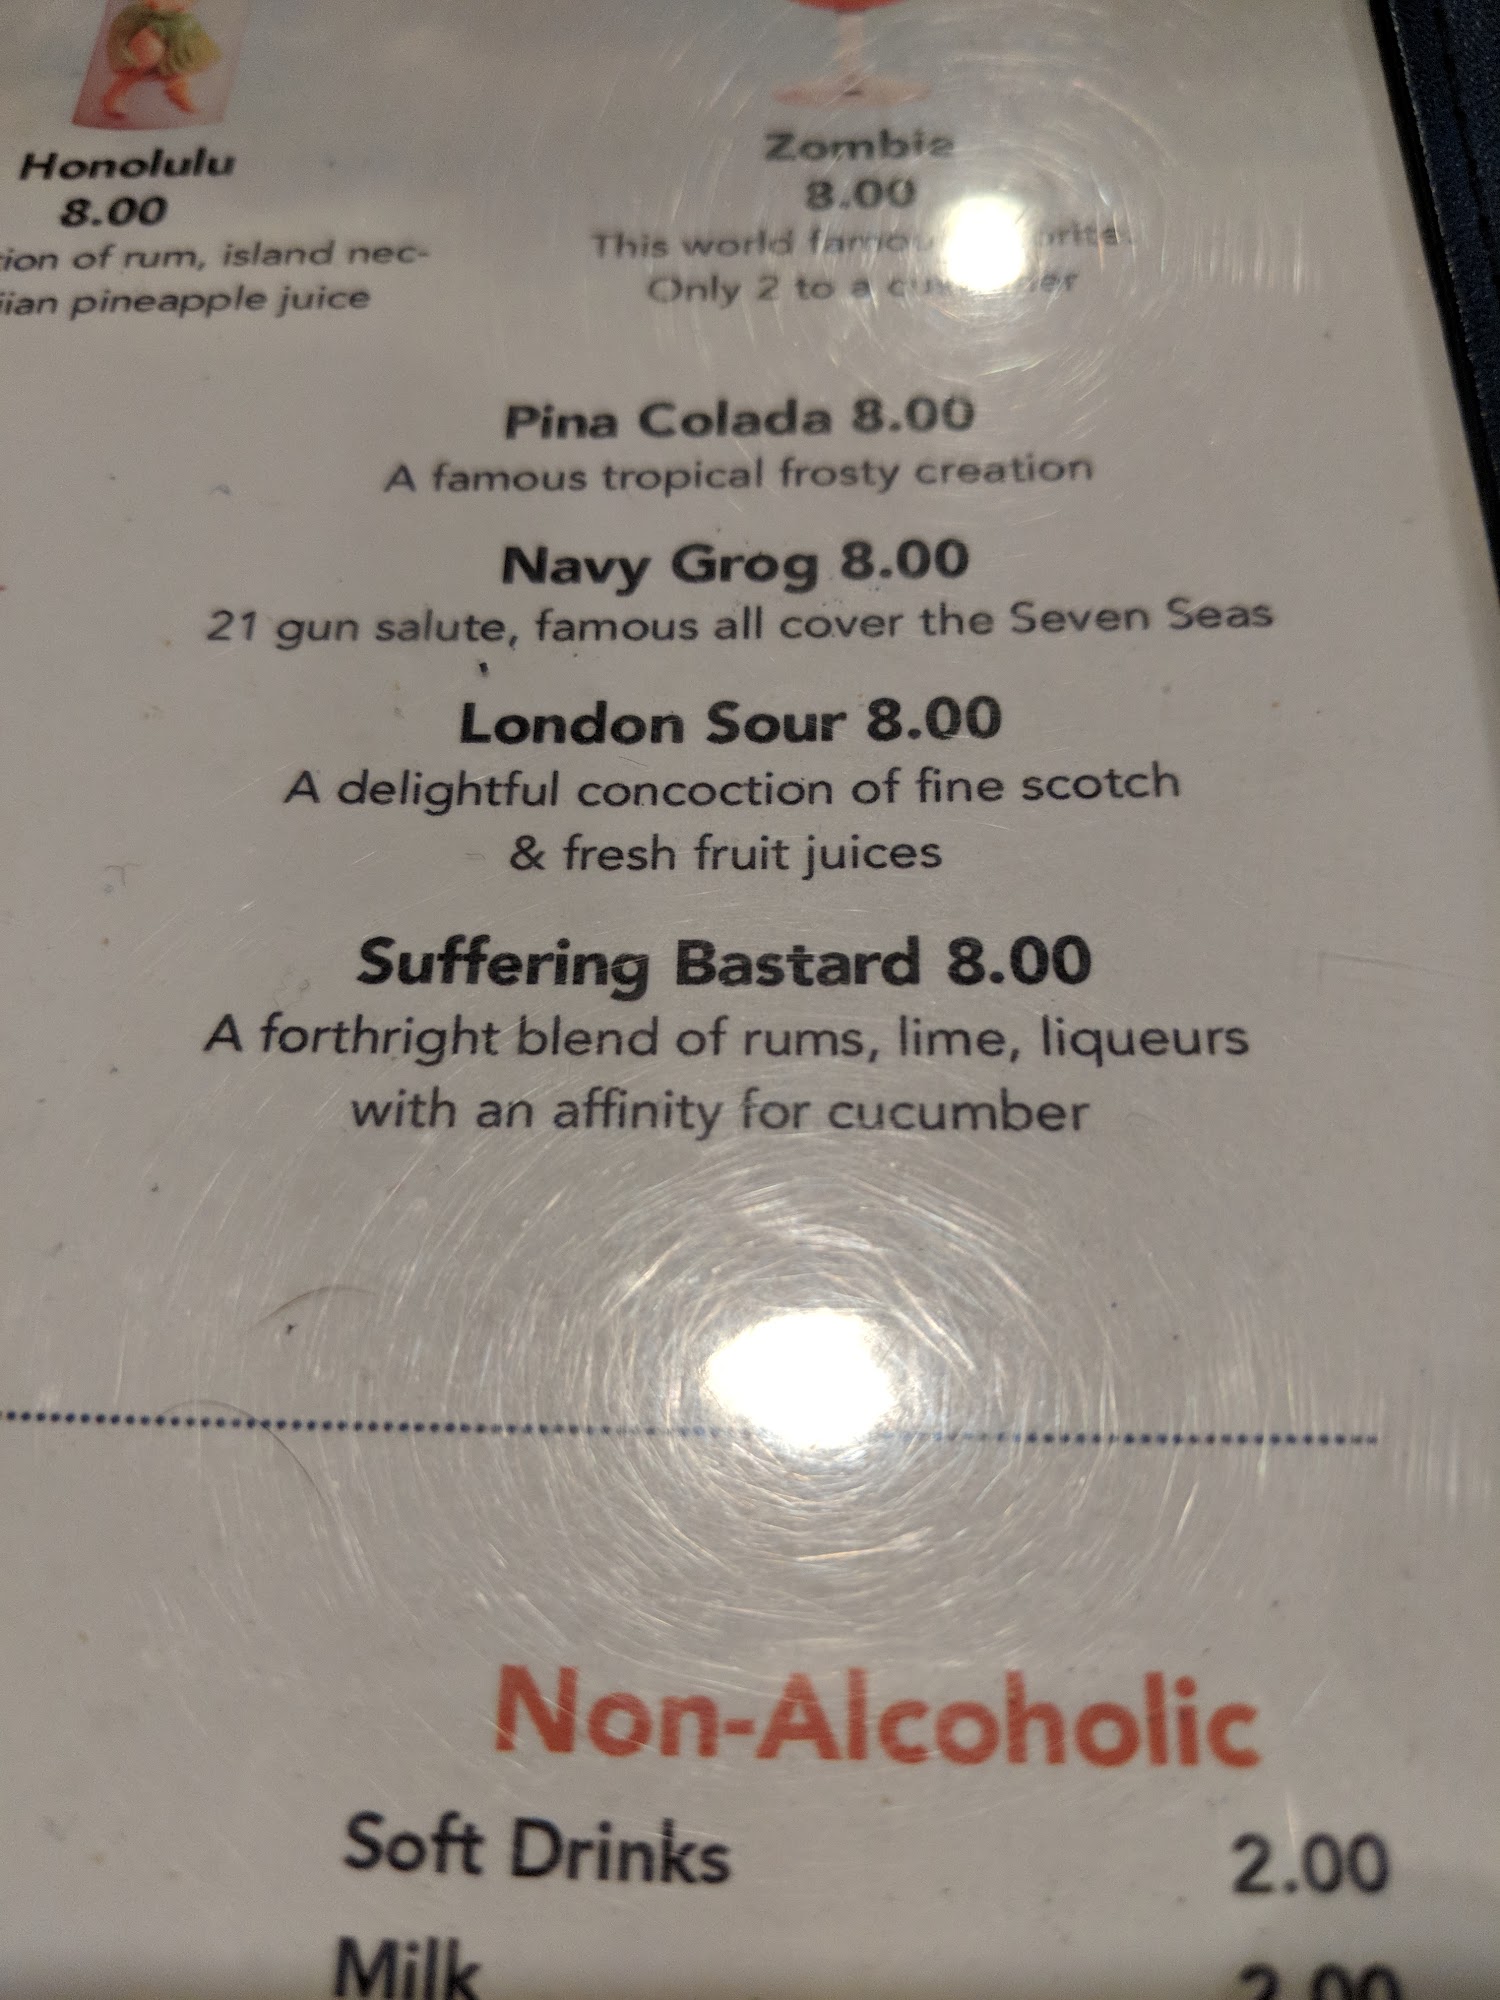 Honolulu
8.00
tion of rum, island nec-
iian pineapple juice
Zombie
8.00
This world
Only 2 to a
Pina Colada 8.00
A famous tropical frosty creation
Navy Grog 8.00
21 gun salute, famous all cover the Seven Seas
London Sour 8.00
A delightful concoction of fine scotch
& fresh fruit juices
Suffering Bastard 8.00
A forthright blend of rums, lime, liqueurs
with an affinity for cucumber
Non-Alcoholic
Soft Drinks 2.00
Milk